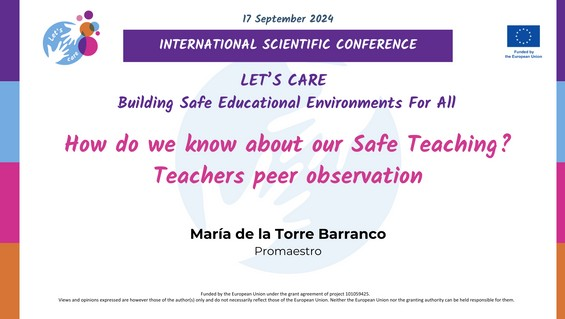 17 September 2024
Let's
care
INTERNATIONAL SCIENTIFIC CONFERENCE
Funded by
the European Union
LET'S CARE
Building Safe Educational Environments For All
How do we know about our Safe Teaching?
Teachers peer observation
María de la Torre Barranco
Promaestro
Funded by the European Union under the grant agreement of project 101059425.
Views and opinions expressed are however those of the author(s) only and do not necessarily reflect those of the European Union. Neither the European Union nor the granting authority can be held responsible for them.